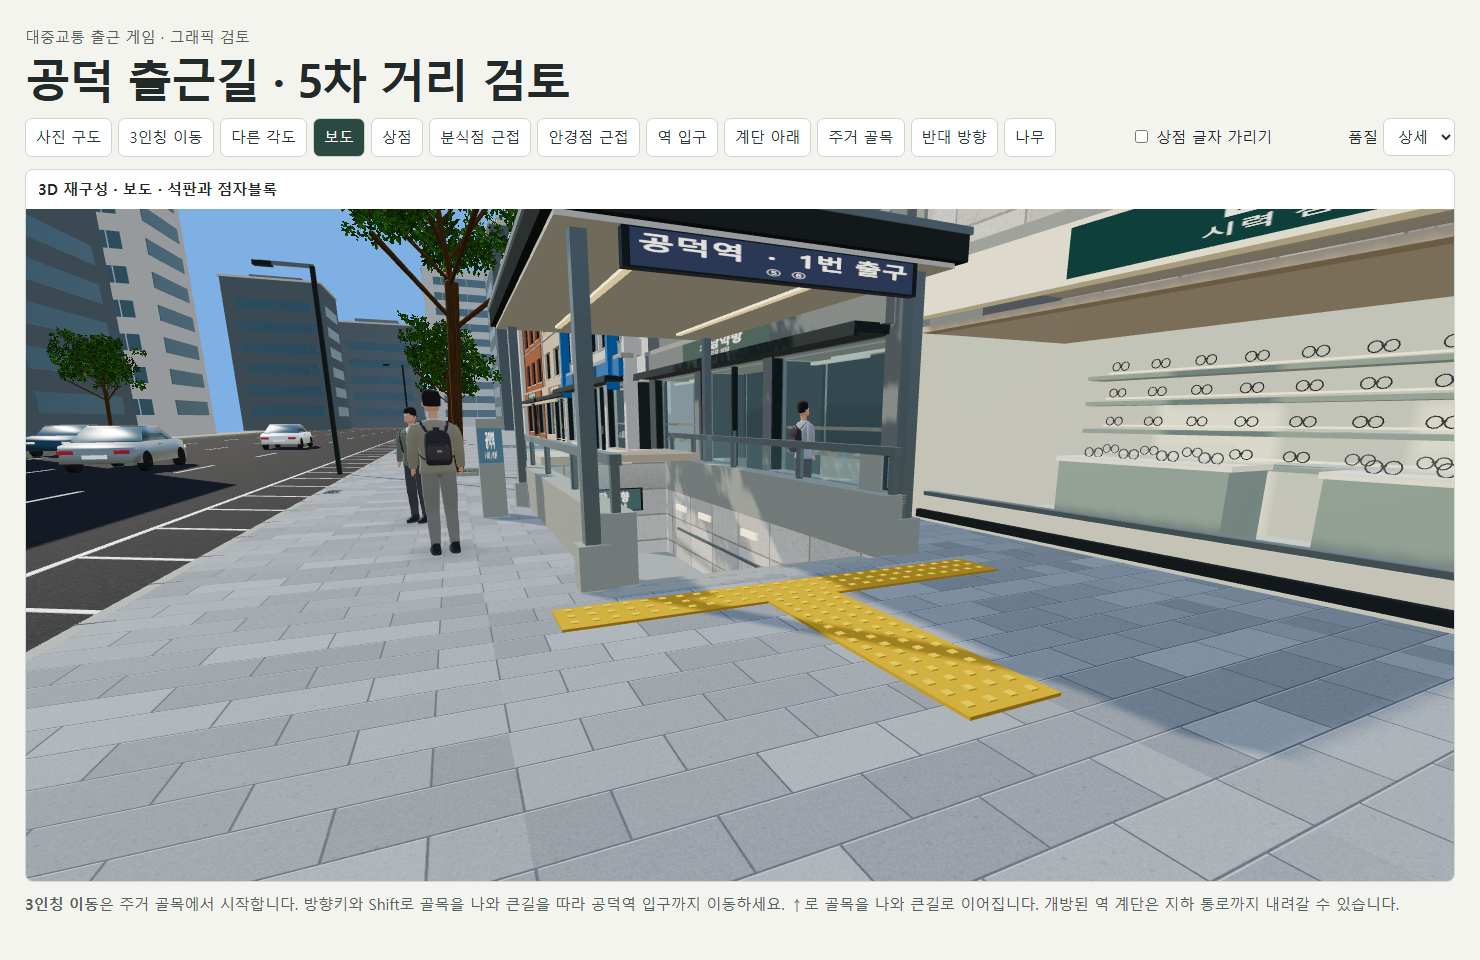 대중교통 출근 게임 · 그래픽 검토
공덕 출근길 · 5차 거리 검토
사진 구도
3인칭 이동
다른 각도
보도
상점
분식점 근접
안경점 근접
역 입구
계단 아래
주거 골목
반대 방향
나무
상점 글자 가리기
품질
상세
3D 재구성 · 보도 · 석판과 점자블록
공덕역 · 1번 출구
⑤ ⑥
시력
3인칭 이동은 주거 골목에서 시작합니다. 방향키와 Shift로 골목을 나와 큰길을 따라 공덕역 입구까지 이동하세요. ↑로 골목을 나와 큰길로 이어집니다. 개방된 역 계단은 지하 통로까지 내려갈 수 있습니다.